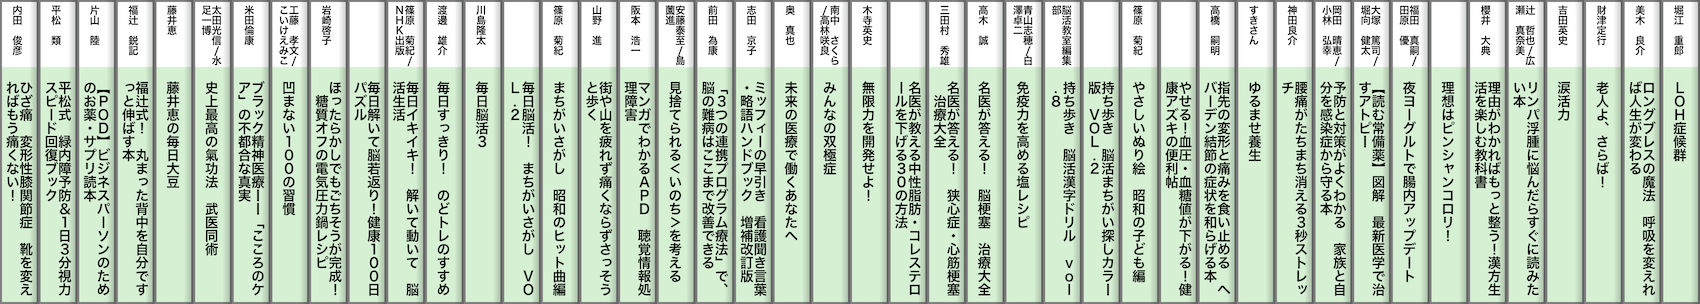 堀江 重郎
LOH症候群
美木 良介
ロングブレスの魔法 呼吸を変えれ
ば人生が変わる
財津定行
老人よ、さらば！
吉田英史
涙活力
辻 哲也/広
瀬 真奈美
リンパ浮腫に悩んだらすぐに読みた
い本
櫻井 大典
理由がわかればもっと整う！漢方生
活を楽しむ教科書
理想はピンシャンコロリ！
福田 真嗣/
田原 優
夜ヨーグルトで腸内アップデート
大塚 篤司/
堀向 健太
【読む常備薬】図解 最新医学で治
すアトピー
岡田 晴恵/
小林 弘幸
予防と対策がよくわかる 家族と自
分を感染症から守る本
神田良介
腰痛がたちまち消える3秒ストレッ
チ
すきさん
ゆるませ養生
高橋 嗣明
指先の変形と痛みを食い止める ヘ
バーデン結節の症状を和らげる本
やせる！血圧・血糖値が下がる！健
康アズキの便利帖
篠原 菊紀
やさしいぬり絵 昭和の子ども編
持ち歩き 脳活まちがい探しカラー
版 VOL.2
脳活教室編集
部
持ち歩き 脳活漢字ドリル vol
.8
青山志穂/白
澤卓二
免疫力を高める塩レシピ
高木 誠
名医が答える！ 脳梗塞 治療大全
三田村 秀雄
名医が答える！ 狭心症・心筋梗塞
治療大全
名医が教える中性脂肪・コレステロ
ールを下げる30の方法
木寺英史
無限力を開発せよ！
南中 さくら
/高林咲良
みんなの双極症
奥 真也
未来の医療で働くあなたへ
志田 京子
ミッフィーの早引き 看護聞き言葉
・略語ハンドブック 増補改訂版
前田 為康
「3つの連携プログラム療法」で、
脳の難病はここまで改善できる
安藤泰至/島
薗進
見捨てられる〈いのち〉を考える
阪本 浩一
マンガでわかるAPD 聴覚情報処
理障害
山野 進
街や山を疲れず痛くならずさっそう
と歩く
篠原 菊紀
まちがいさがし 昭和のヒット曲編
毎日脳活！ まちがいさがし VO
L.2
川島隆太
毎日脳活3
渡邊 雄介
毎日すっきり！ のどトレのすすめ
篠原 菊紀/
NHK出版
毎日イキイキ！ 解いて動いて 脳
活生活
毎日解いて脳若返り！健康100日
パズル
岩﨑啓子
ほったらかしでもごちそうが完成！
糖質オフの電気圧力鍋レシピ
工藤 孝文/
こいけえみこ
凹まない100の習慣
米田倫康
ブラック精神医療――「こころのケ
ア」の不都合な真実
太田光信/水
足一博
史上最高の氣功法 武医同術
藤井恵
藤井恵の毎日大豆
福辻 鋭記
福辻式！ 丸まった背中を自分です
っと伸ばす本
片山 陸
【POD】ビジネスパーソンのため
のお薬・サプリ読本
平松 類
平松式 緑内障予防＆1日3分視力
スピード回復ブック
内田 俊彦
ひざ痛 変形性膝関節症 靴を変え
ればもう痛くない！